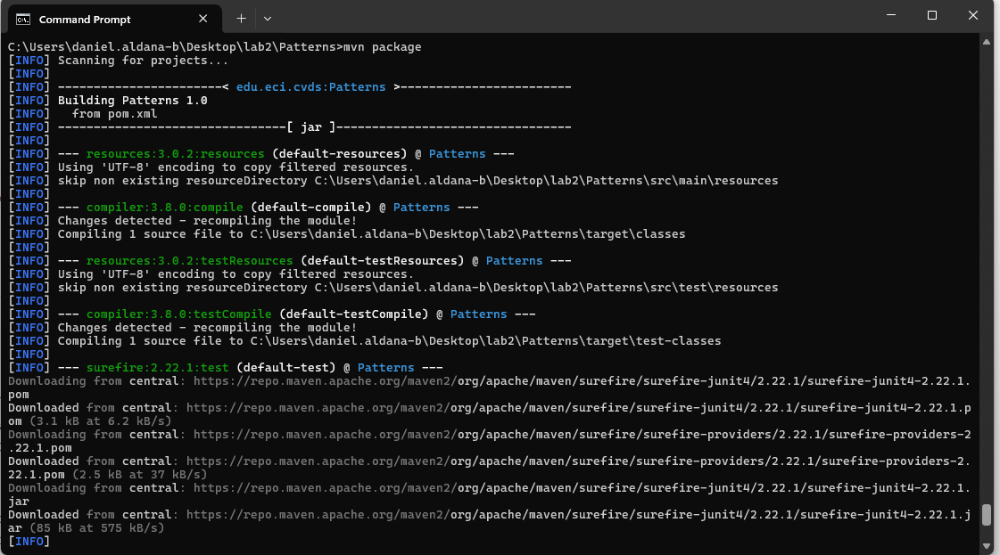 Command Prompt
C:\Users\daniel.aldana-b\Desktop\lab2\Patterns>mvn package
[INFO] Scanning for projects...
[INFO]
[INFO] -----------------------< edu.eci.cvds:Patterns >------------------------
[INFO] Building Patterns 1.0
[INFO]   from pom.xml
[INFO] --------------------------------[ jar ]---------------------------------
[INFO]
[INFO] --- resources:3.0.2:resources (default-resources) @ Patterns ---
[INFO] Using 'UTF-8' encoding to copy filtered resources.
[INFO] skip non existing resourceDirectory C:\Users\daniel.aldana-b\Desktop\lab2\Patterns\src\main\resources
[INFO]
[INFO] --- compiler:3.8.0:compile (default-compile) @ Patterns ---
[INFO] Changes detected - recompiling the module!
[INFO] Compiling 1 source file to C:\Users\daniel.aldana-b\Desktop\lab2\Patterns\target\classes
[INFO]
[INFO] --- resources:3.0.2:testResources (default-testResources) @ Patterns ---
[INFO] Using 'UTF-8' encoding to copy filtered resources.
[INFO] skip non existing resourceDirectory C:\Users\daniel.aldana-b\Desktop\lab2\Patterns\src\test\resources
[INFO]
[INFO] --- compiler:3.8.0:testCompile (default-testCompile) @ Patterns ---
[INFO] Changes detected - recompiling the module!
[INFO] Compiling 1 source file to C:\Users\daniel.aldana-b\Desktop\lab2\Patterns\target\test-classes
[INFO]
[INFO] --- surefire:2.22.1:test (default-test) @ Patterns ---
Downloading from central: https://repo.maven.apache.org/maven2/org/apache/maven/surefire/surefire-junit4/2.22.1/surefire-junit4-2.22.1.
pom
Downloaded from central: https://repo.maven.apache.org/maven2/org/apache/maven/surefire/surefire-junit4/2.22.1/surefire-junit4-2.22.1.p
om (3.1 kB at 6.2 kB/s)
Downloading from central: https://repo.maven.apache.org/maven2/org/apache/maven/surefire/surefire-providers/2.22.1/surefire-providers-2
.22.1.pom
Downloaded from central: https://repo.maven.apache.org/maven2/org/apache/maven/surefire/surefire-providers/2.22.1/surefire-providers-2.
22.1.pom (2.5 kB at 37 kB/s)
Downloading from central: https://repo.maven.apache.org/maven2/org/apache/maven/surefire/surefire-junit4/2.22.1/surefire-junit4-2.22.1.
jar
Downloaded from central: https://repo.maven.apache.org/maven2/org/apache/maven/surefire/surefire-junit4/2.22.1/surefire-junit4-2.22.1.j
ar (85 kB at 575 kB/s)
[INFO]